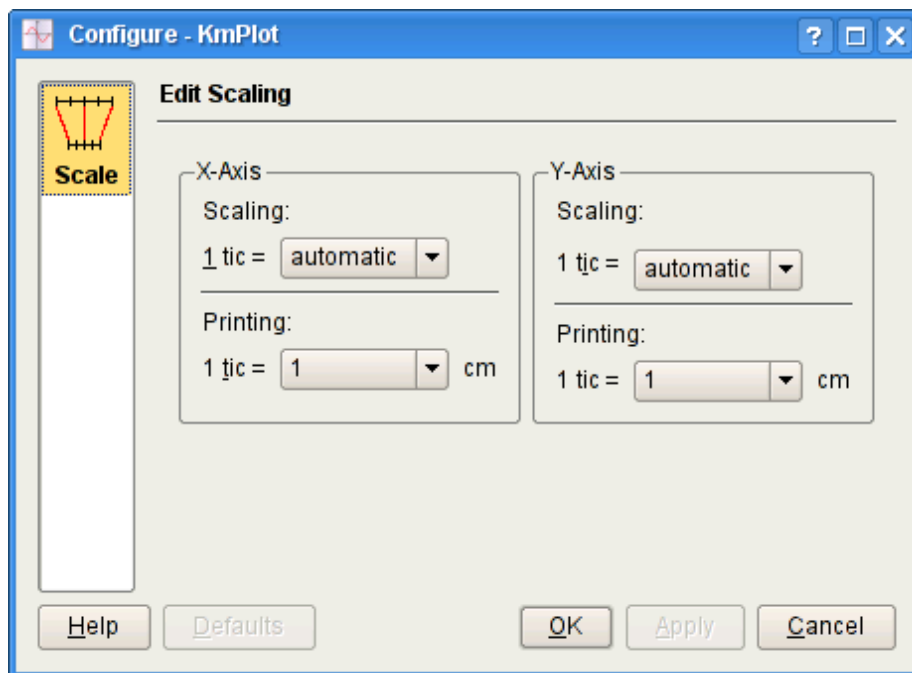 Configure - KmPlot
?
Scale
Edit Scaling
X-Axis
Scaling:
1 tic = automatic
Printing:
1 tic = 1 cm
Y-Axis
Scaling:
1 tic = automatic
Printing:
1 tic = 1 cm
Help
Defaults
OK
Apply
Cancel